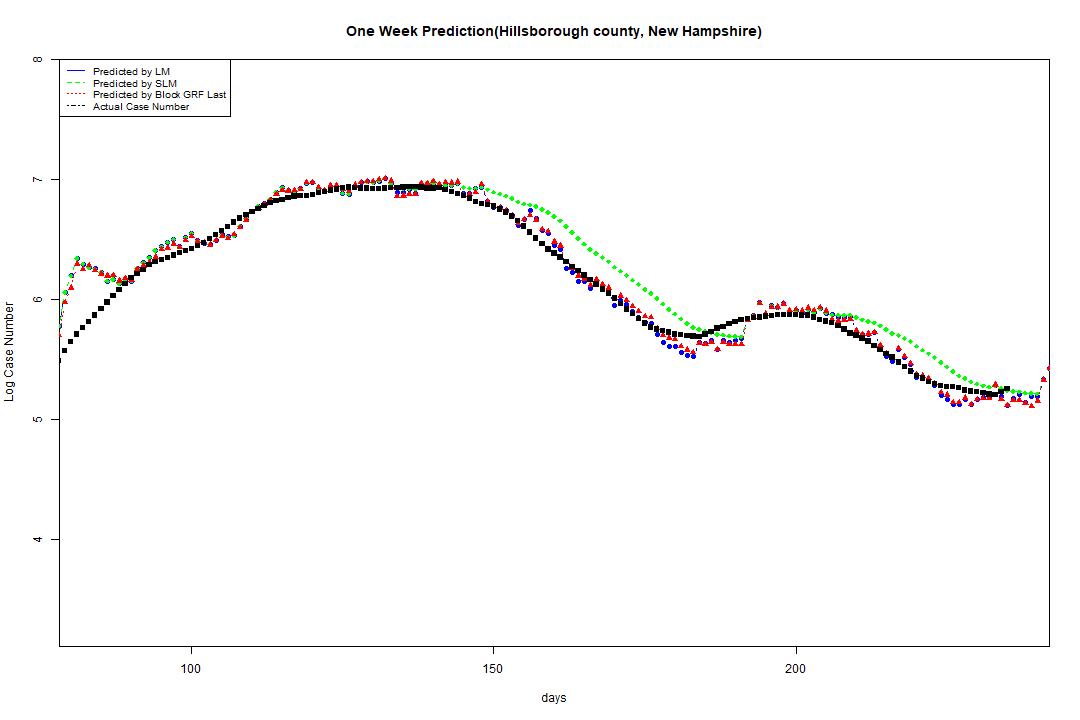 One Week Prediction(Hillsborough county, New Hampshire)
Predicted by LM
Predicted by SLM
Predicted by Block GRF Last
Actual Case Number
8
7
6
5
4
Log Case Number
100
150
200
days